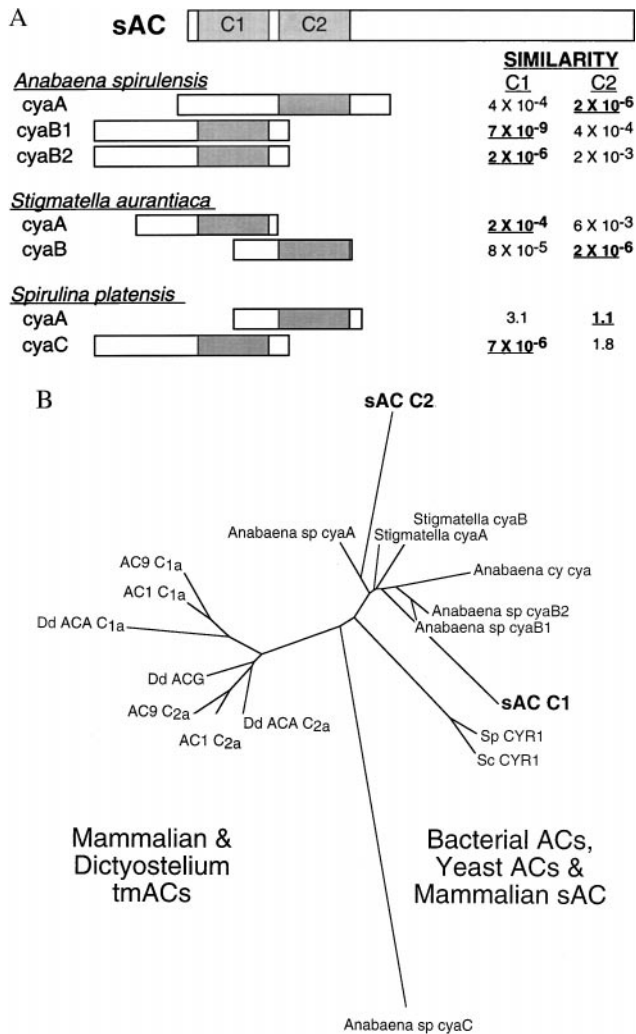 A
sAC C1 C2
SIMILARITY
Anabaena spirulensis C1 C2
cyaA 4 X 10-4 2 X 10-6
cyaB1 7 X 10-9 4 X 10-4
cyaB2 2 X 10-6 2 X 10-3
Stigmatella aurantiaca
cyaA 2 X 10-4 6 X 10-3
cyaB 8 X 10-5 2 X 10-6
Spirulina platensis
cyaA 3.1 1.1
cyaC 7 X 10-6 1.8
B
sAC C2
Stigmatella cyaB
Anabaena sp cyaA Stigmatella cyaA
AC9 C1a
Anabaena cy cya
AC1 C1a
Anabaena sp cyaB2
Dd ACA C1a
Anabaena sp cyaB1
Dd ACG
sAC C1
AC9 C2a
Dd ACA C2a
Sp CYR1
AC1 C2a
Sc CYR1
Mammalian &
Dictyostelium
tmACs
Bacterial ACs,
Yeast ACs &
Mammalian sAC
Anabaena sp cyaC